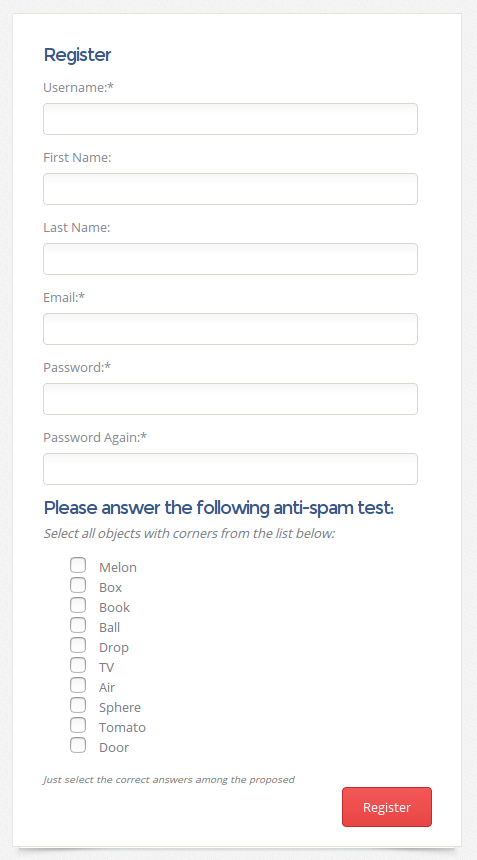 Register
Username:*
First Name:
Last Name:
Email:*
Password:*
Password Again:*
Please answer the following anti-spam test:
Select all objects with corners from the list below:
Melon
Box
Book
Ball
Drop
TV
Air
Sphere
Tomato
Door
Just select the correct answers among the proposed
Register